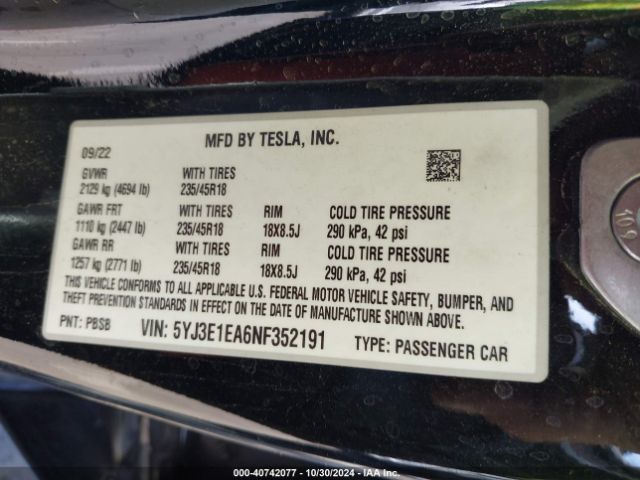 MFD BY TESLA, INC.
09/22
GVWR WITH TIRES
2129 kg (4694 lb) 235/45R18
GAWR FRT WITH TIRES RIM COLD TIRE PRESSURE
1110 kg (2447 lb) 235/45R18 18X8.5J 290 kPa, 42 psi
GAWR RR WITH TIRES RIM COLD TIRE PRESSURE
1257 kg (2771 lb) 235/45R18 18X8.5J 290 kPa, 42 psi
THIS VEHICLE CONFORMS TO ALL APPLICABLE U.S. FEDERAL MOTOR VEHICLE SAFETY, BUMPER, AND
THEFT PREVENTION STANDARDS IN EFFECT ON THE DATE OF MANUFACTURE SHOWN ABOVE.
PNT: PBSB VIN: 5YJ3E1EA6NF352191 TYPE: PASSENGER CAR
109
000-40742077 - 10/30/2024 - IAA Inc.